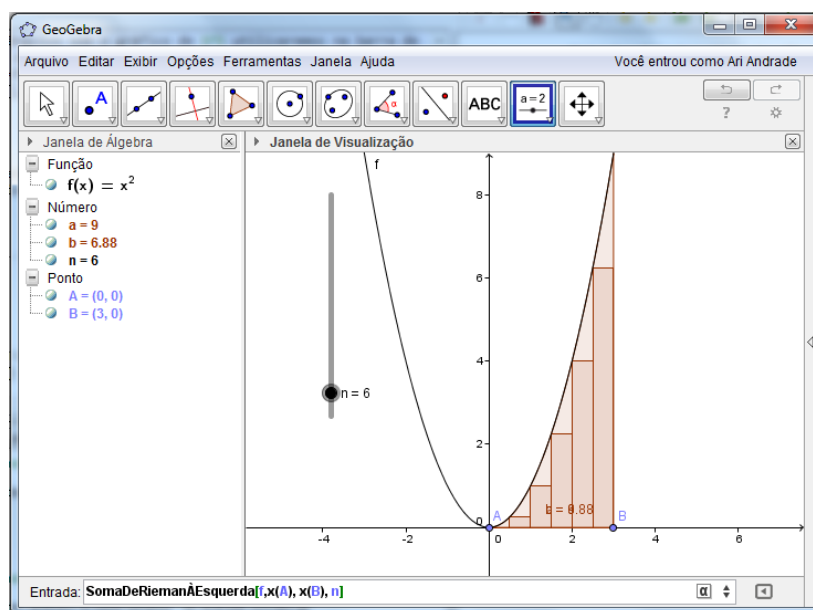 GeoGebra
Arquivo Editar Exibir Opções Ferramentas Janela Ajuda Você entrou como Ari Andrade
A ABC a = 2
Janela de Álgebra
Janela de Visualização
Função
f(x) = x²
Número
a = 9
b = 6.88
n = 6
Ponto
A = (0, 0)
B = (3, 0)
f
8
6
4
2
0
n = 6
A
B
-4 -2 0 2 4 6
Entrada: SomaDeRiemanÀEsquerda[f,x(A), x(B), n] α